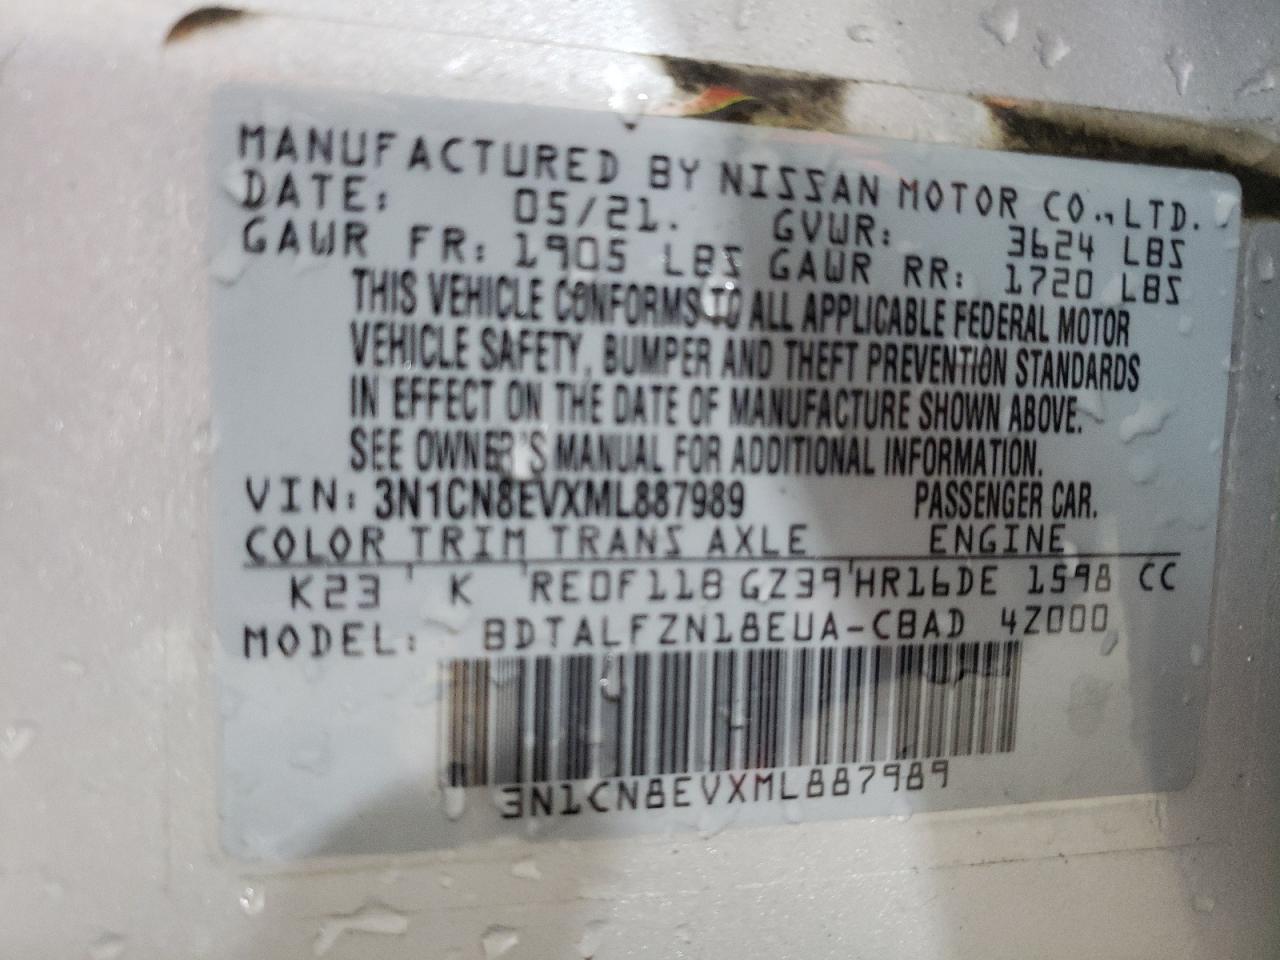 MANUFACTURED BY NISSAN MOTOR CO.,LTD.
DATE: 05/21. GVWR: 3624 LBS
GAWR FR: 1905 LBS GAWR RR: 1720 LBS
THIS VEHICLE CONFORMS TO ALL APPLICABLE FEDERAL MOTOR
VEHICLE SAFETY, BUMPER AND THEFT PREVENTION STANDARDS
IN EFFECT ON THE DATE OF MANUFACTURE SHOWN ABOVE.
SEE OWNER'S MANUAL FOR ADDITIONAL INFORMATION.
VIN: 3N1CN8EVXML887989 PASSENGER CAR.
COLOR TRIM TRANS AXLE ENGINE
K23 K RE0F11B GZ39 HR16DE 1598 CC
MODEL: BDTALFZN18EUA-CBAD 4Z000
3N1CN8EVXML887989